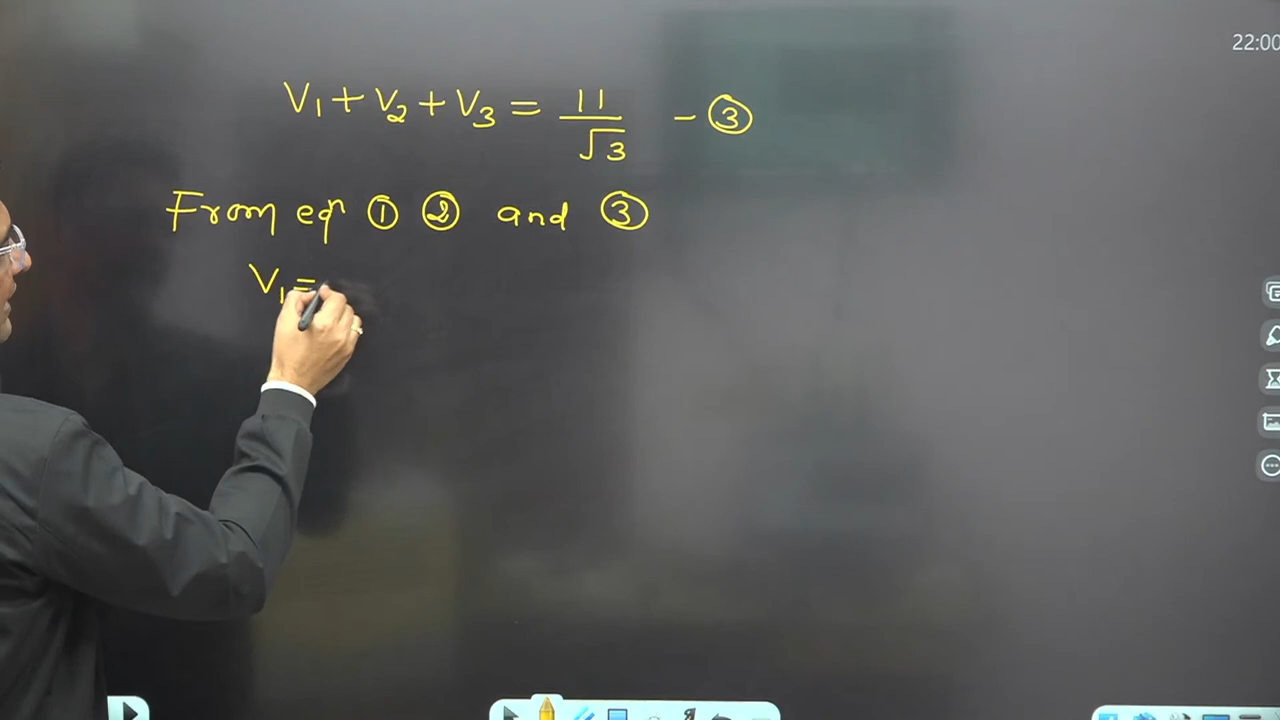 22:00
V₁ + V₂ + V₃ = 11/√3 - ③
From eqⁿ ① ② and ③
V₁ =